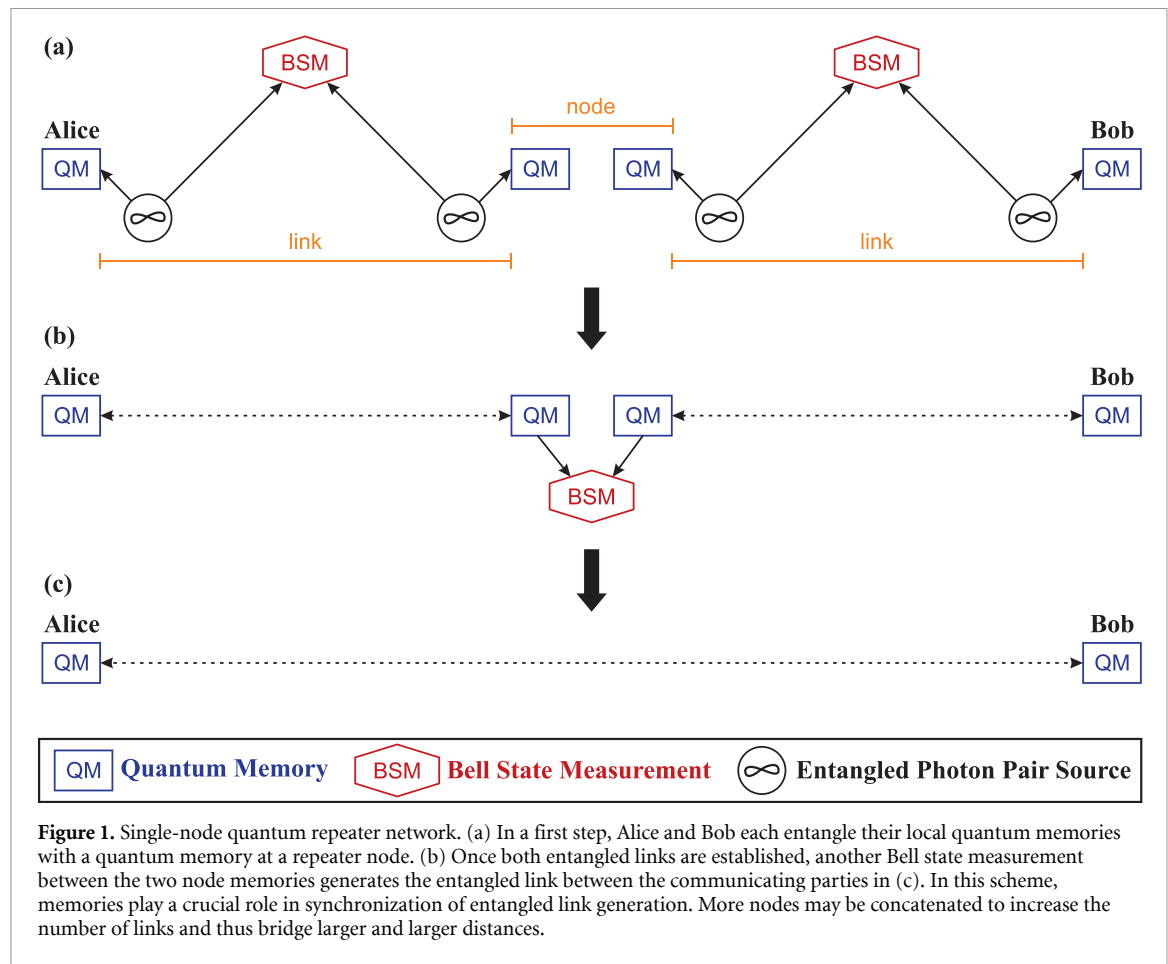 (a)
BSM
BSM
node
Alice
Bob
QM
QM
QM
QM
link
link
(b)
Alice
Bob
QM
QM
QM
QM
BSM
(c)
Alice
Bob
QM
QM
QM Quantum Memory BSM Bell State Measurement Entangled Photon Pair Source
Figure 1. Single-node quantum repeater network. (a) In a first step, Alice and Bob each entangle their local quantum memories
with a quantum memory at a repeater node. (b) Once both entangled links are established, another Bell state measurement
between the two node memories generates the entangled link between the communicating parties in (c). In this scheme,
memories play a crucial role in synchronization of entangled link generation. More nodes may be concatenated to increase the
number of links and thus bridge larger and larger distances.